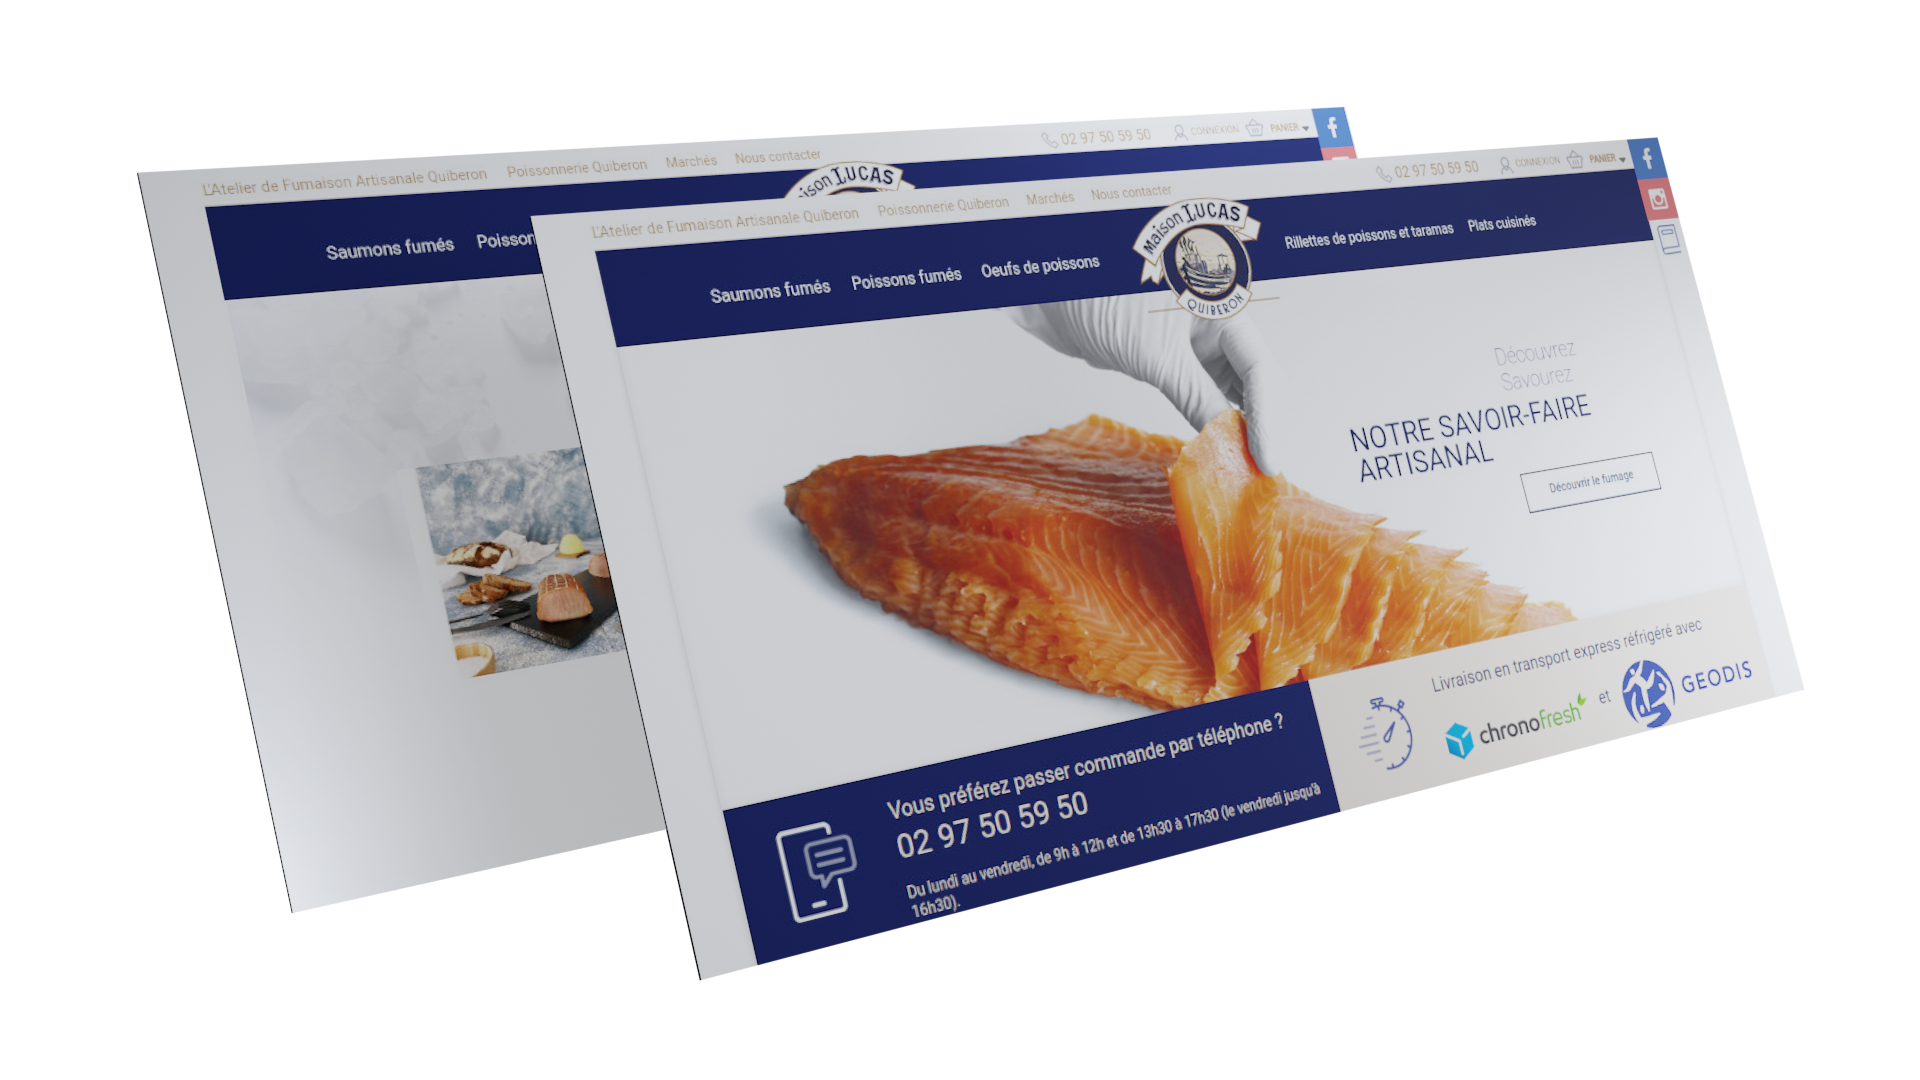 L'Atelier de Fumaison Artisanale Quiberon Poissonnerie Quiberon Marchés Nous contacter
02 97 50 59 50 CONNEXION PANIER
ison LUCAS
Saumons fumés Poisson
L'Atelier de Fumaison Artisanale Quiberon Poissonnerie Quiberon Marchés Nous contacter
02 97 50 59 50 CONNEXION PANIER
Saumons fumés Poissons fumés Oeufs de poissons
Maison LUCAS
QUIBERON
Rillettes de poissons et taramas Plats cuisinés
Découvrez
Savourez
NOTRE SAVOIR-FAIRE
ARTISANAL
Découvrir le fumage
Vous préférez passer commande par téléphone ?
02 97 50 59 50
Du lundi au vendredi, de 9h à 12h et de 13h30 à 17h30 (le vendredi jusqu'à
16h30).
Livraison en transport express réfrigéré avec
chronofresh et GEODIS